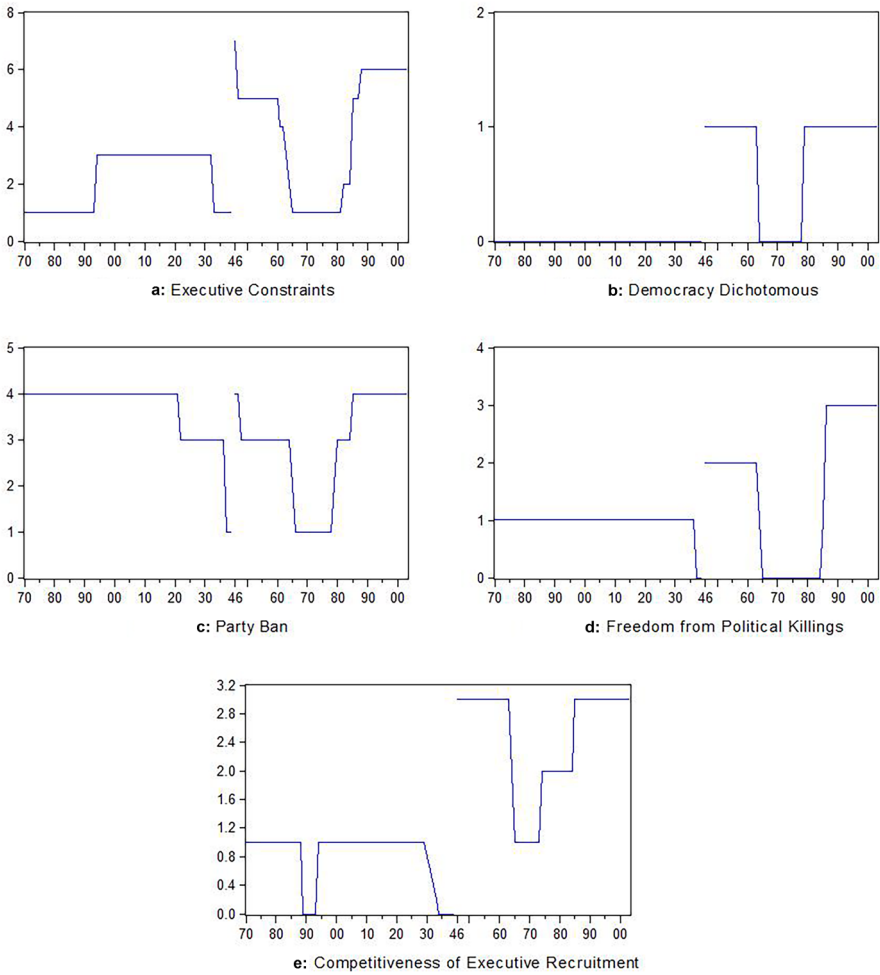 8
6
4
2
0
70 80 90 00 10 20 30 46 60 70 80 90 00
a: Executive Constraints
2
1
0
70 80 90 00 10 20 30 46 60 70 80 90 00
b: Democracy Dichotomous
5
4
3
2
1
0
70 80 90 00 10 20 30 46 60 70 80 90 00
c: Party Ban
4
3
2
1
0
70 80 90 00 10 20 30 46 60 70 80 90 00
d: Freedom from Political Killings
3.2
2.8
2.4
2.0
1.6
1.2
0.8
0.4
0.0
70 80 90 00 10 20 30 46 60 70 80 90 00
e: Competitiveness of Executive Recruitment